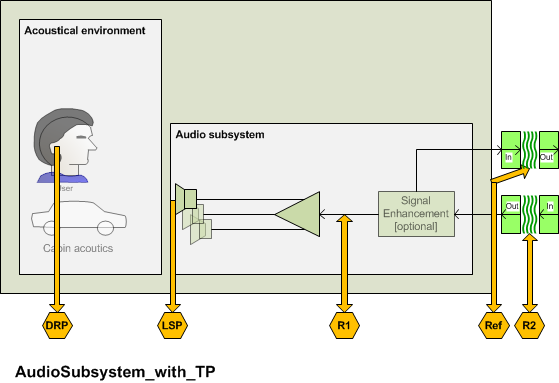 Acoustical environment
Audio subsystem
User
Cabin acoutics
Signal
Enhancement
[optional]
In
Out
Out
In
DRP
LSP
R1
Ref
R2
AudioSubsystem_with_TP